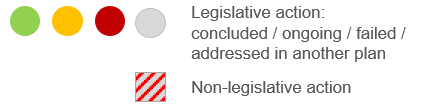 Legislative action:
concluded / ongoing / failed /
addressed in another plan
Non-legislative action